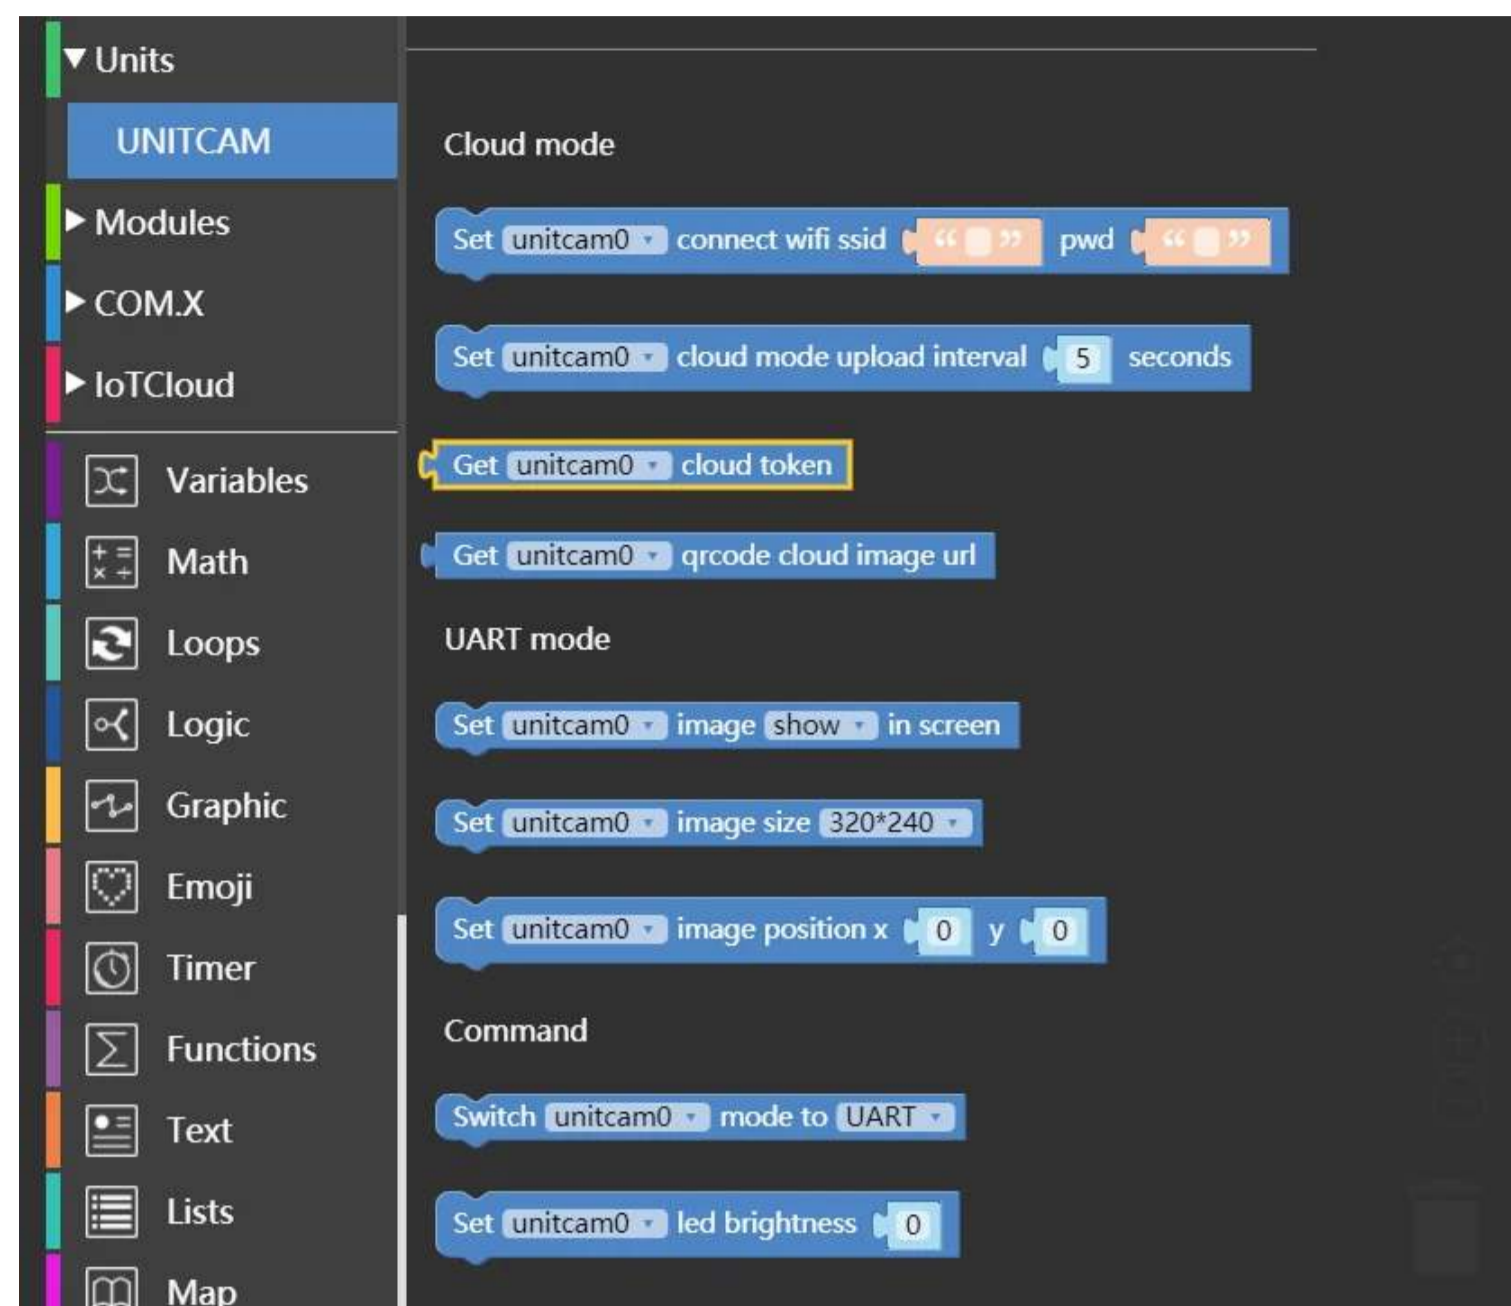 Units
UNITCAM
Modules
COM.X
IoTCloud
Variables
Math
Loops
Logic
Graphic
Emoji
Timer
Functions
Text
Lists
Map
Cloud mode
Set unitcam0 connect wifi ssid “ ” pwd “ ”
Set unitcam0 cloud mode upload interval 5 seconds
Get unitcam0 cloud token
Get unitcam0 qrcode cloud image url
UART mode
Set unitcam0 image show in screen
Set unitcam0 image size 320*240
Set unitcam0 image position x 0 y 0
Command
Switch unitcam0 mode to UART
Set unitcam0 led brightness 0